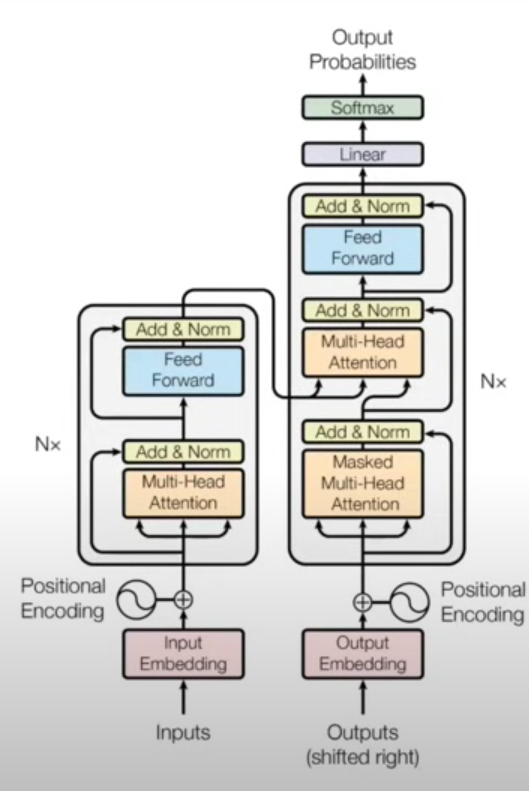 Output
Probabilities
Softmax
Linear
Add & Norm
Feed
Forward
Add & Norm
Multi-Head
Attention
Nx
Add & Norm
Masked
Multi-Head
Attention
Add & Norm
Feed
Forward
Nx
Add & Norm
Multi-Head
Attention
Positional
Encoding
Positional
Encoding
Input
Embedding
Output
Embedding
Inputs
Outputs
(shifted right)